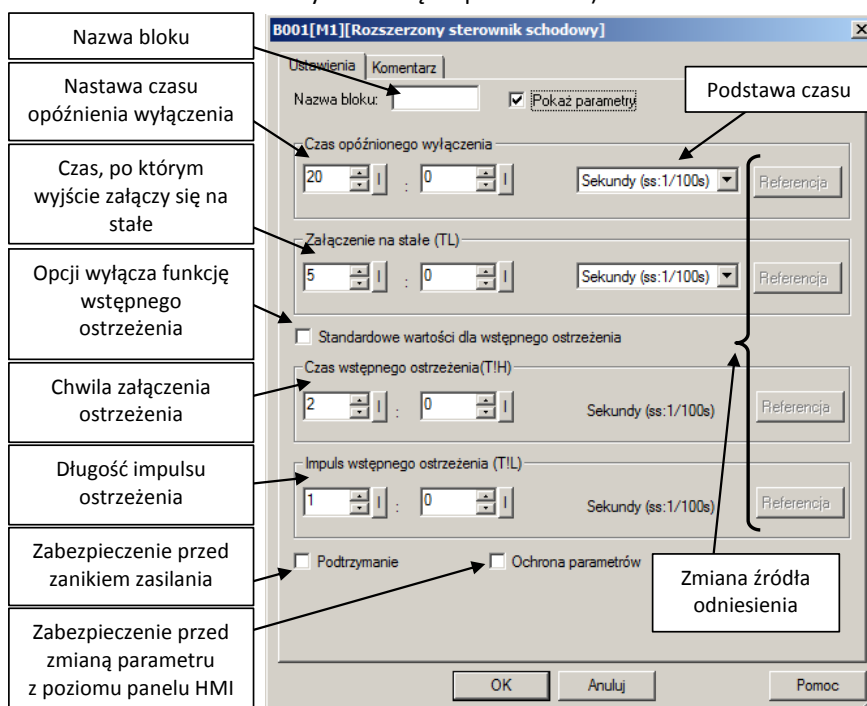 B001[M1][Rozszerzony sterownik schodowy]
Nazwa bloku
Ustawienia
Komentarz
Nazwa bloku:
Pokaż parametry
Podstawa czasu
Nastawa czasu
opóźnienia wyłączenia
Czas opóźnionego wyłączenia
20 : 0
Sekundy (ss:1/100s)
Referencja
Czas, po którym
wyjście załączy się na
stałe
Załączenie na stałe (TL)
5 : 0
Sekundy (ss:1/100s)
Referencja
Opcji wyłącza funkcję
wstępnego
ostrzeżenia
Standardowe wartości dla wstępnego ostrzeżenia
Chwila załączenia
ostrzeżenia
Czas wstępnego ostrzeżenia(T!H)
2 : 0
Sekundy (ss:1/100s)
Referencja
Długość impulsu
ostrzeżenia
Impuls wstępnego ostrzeżenia (T!L)
1 : 0
Sekundy (ss:1/100s)
Referencja
Zabezpieczenie przed
zanikiem zasilania
Podtrzymanie
Ochrona parametrów
Zmiana źródła
odniesienia
Zabezpieczenie przed
zmianą parametru
z poziomu panelu HMI
OK
Anuluj
Pomoc